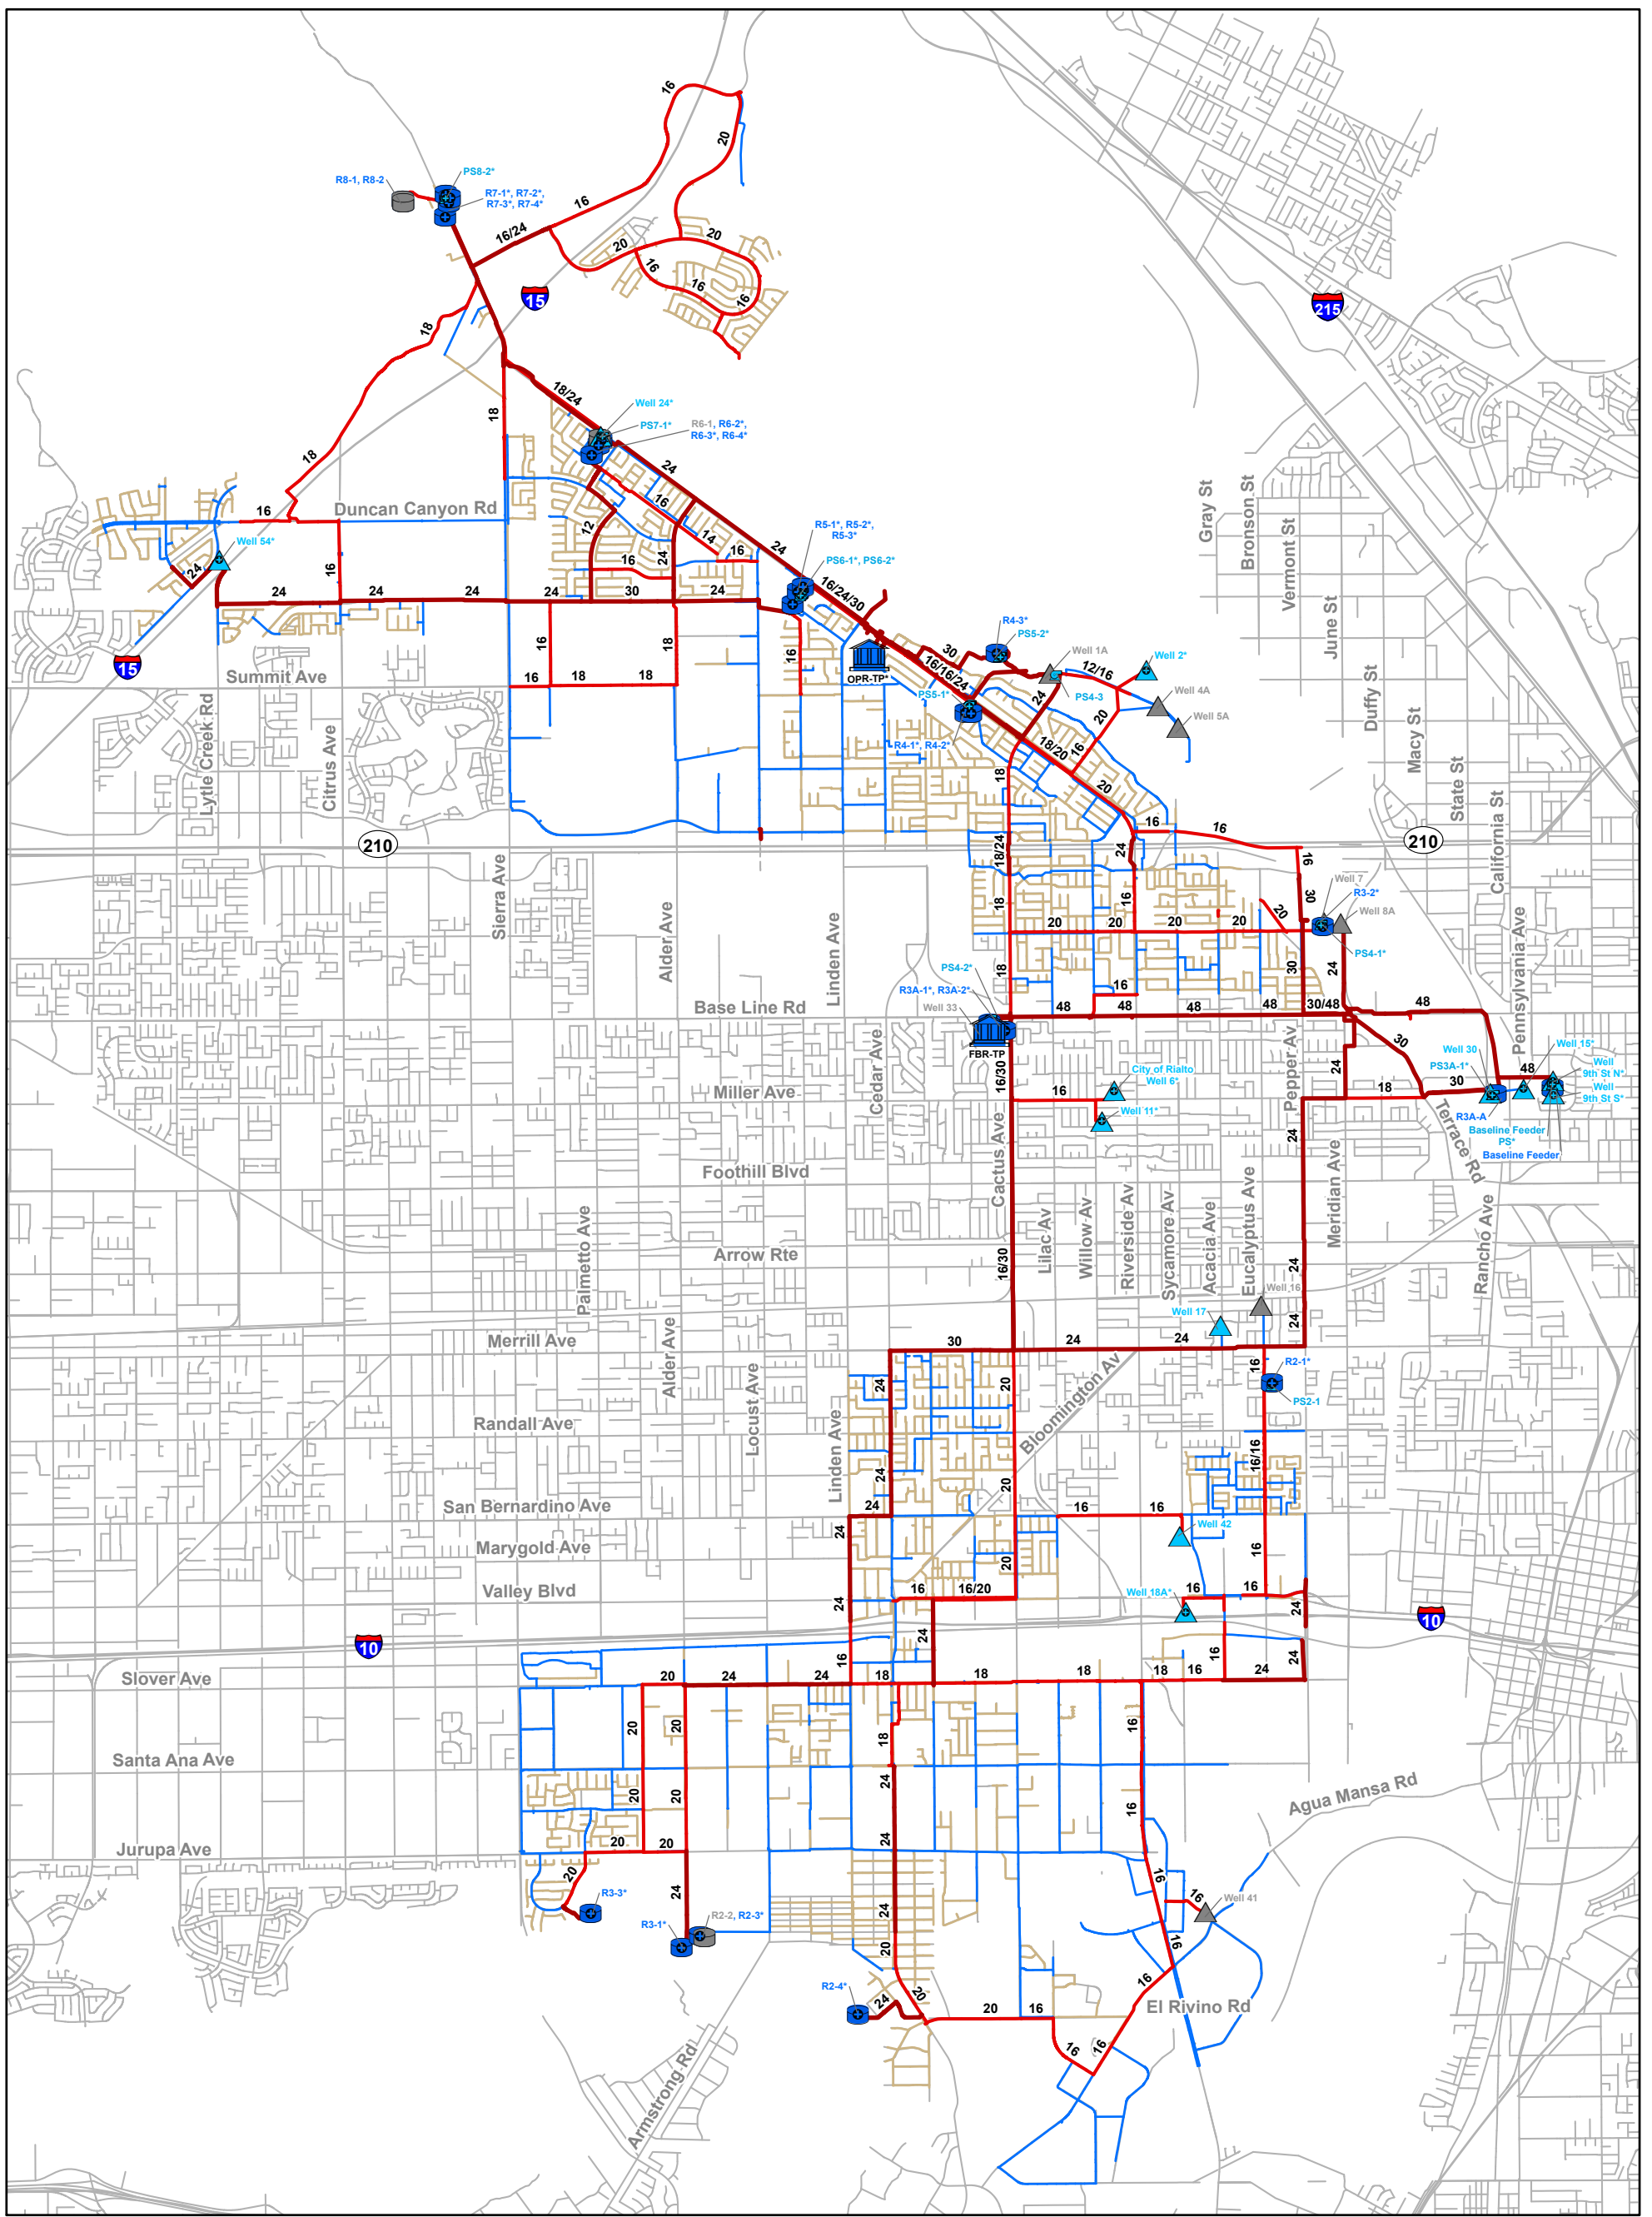 16
20
PS8-2*
R8-1, R8-2
R7-1*, R7-2*,
R7-3*, R7-4*
16
16/24
20
20
16
16
16
15
215
18
18/24
18
Well 24*
PS7-1*
R6-1, R6-2*,
R6-3*, R6-4*
18
24
16
Duncan Canyon Rd
16
12
14
Gray St
Bronson St
Vermont St
R5-1*, R5-2*,
R5-3*
24
Well 54*
24
16
16
24
16
PS6-1*, PS6-2*
16/24/30
24
24
24
24
30
24
June St
R4-3*
PS5-2*
15
Summit Ave
16
18
16
OPR-TP*
30
16/16/24
Well 1A
12/16
Well 2*
16
18
18
PS5-1*
24
PS4-3
Well 4A
Well 5A
20
Duffy St
Lytle Creek Rd
Citrus Ave
R4-1*, R4-2*
18/20
16
Macy St
18
20
State St
California St
210
16
16
18/24
24
16
210
Sierra Ave
Alder Ave
Linden Ave
18
16
30
Well 7
R3-2*
Well 8A
20
20
20
20
20
PS4-1*
Pennsylvania Ave
PS4-2*
18
30
24
R3A-1*, R3A-2*
16
Base Line Rd
Well 33
48
48
48
48
30/48
48
FBR-TP
Cedar Ave
16/30
Pepper Av
24
30
Well 30
Well 15*
PS3A-1*
48
Well
9th St N*
Well
9th St S*
City of Rialto
Well 6*
Miller Ave
16
18
30
R3A-A
Well 11*
Terrace Rd
Baseline Feeder
PS*
Baseline Feeder
Cactus Ave
24
Meridian Ave
Foothill Blvd
Lilac Av
Willow Av
Riverside Av
Sycamore Av
Acacia Ave
Eucalyptus Ave
Rancho Ave
Palmetto Ave
Arrow Rte
16/30
24
Well 16
Well 17
24
Merrill Ave
30
24
24
Alder Ave
Locust Ave
16
R2-1*
PS2-1
24
20
Bloomington Av
Randall Ave
Linden Ave
24
20
16/16
San Bernardino Ave
24
16
16
Well 42
24
Marygold Ave
20
16
Valley Blvd
16
16/20
Well 18A*
16
16
24
24
10
10
24
16
24
16
Slover Ave
20
24
24
18
18
18
18
16
24
20
20
18
16
Santa Ana Ave
20
20
24
16
Agua Mansa Rd
24
Jurupa Ave
20
20
20
16
16
R3-3*
24
24
Well 41
R3-1*
R2-2, R2-3*
20
16
R2-4*
24
20
16
20
16
El Rivino Rd
16
16
Armstrong Rd